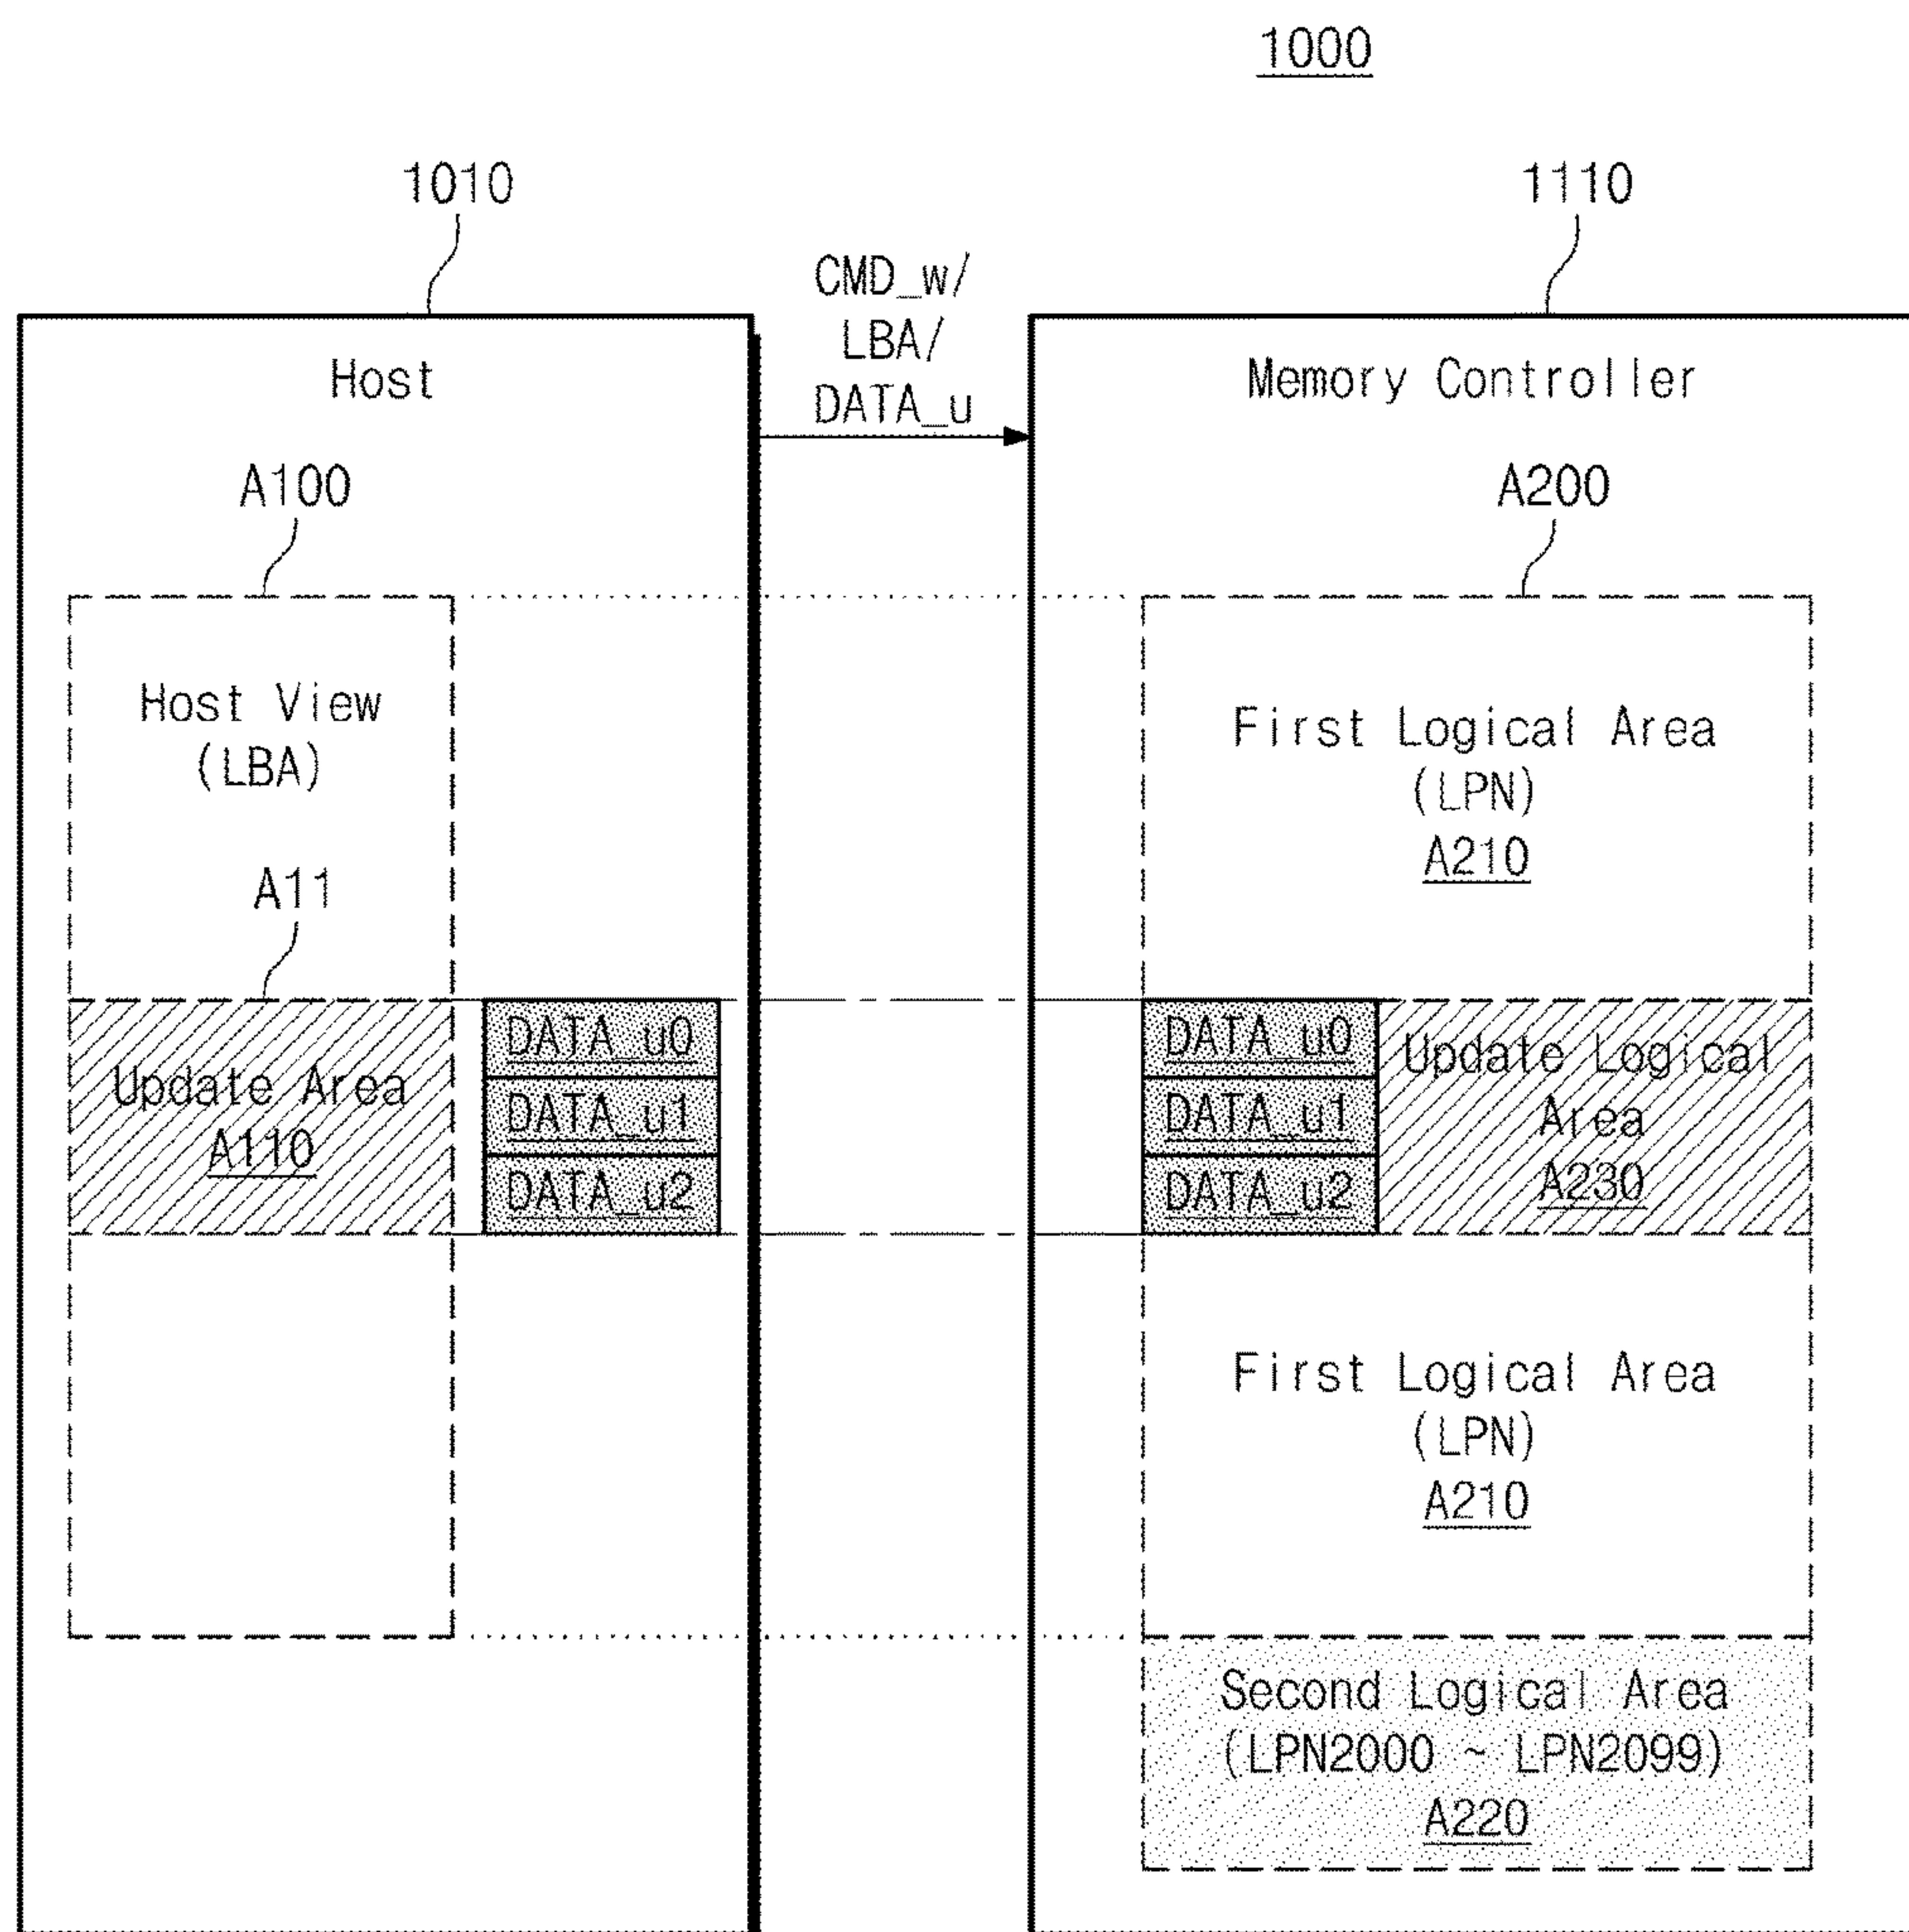 1000
1010
1110
CMD_w/
LBA/
DATA_u
Host
Memory Controller
A100
A200
Host View
(LBA)
First Logical Area
(LPN)
A210
A11
DATA_u0
DATA_u1
DATA_u2
Update Area
A110
DATA_u0
DATA_u1
DATA_u2
Update Logical
Area
A230
First Logical Area
(LPN)
A210
Second Logical Area
(LPN2000 ~ LPN2099)
A220